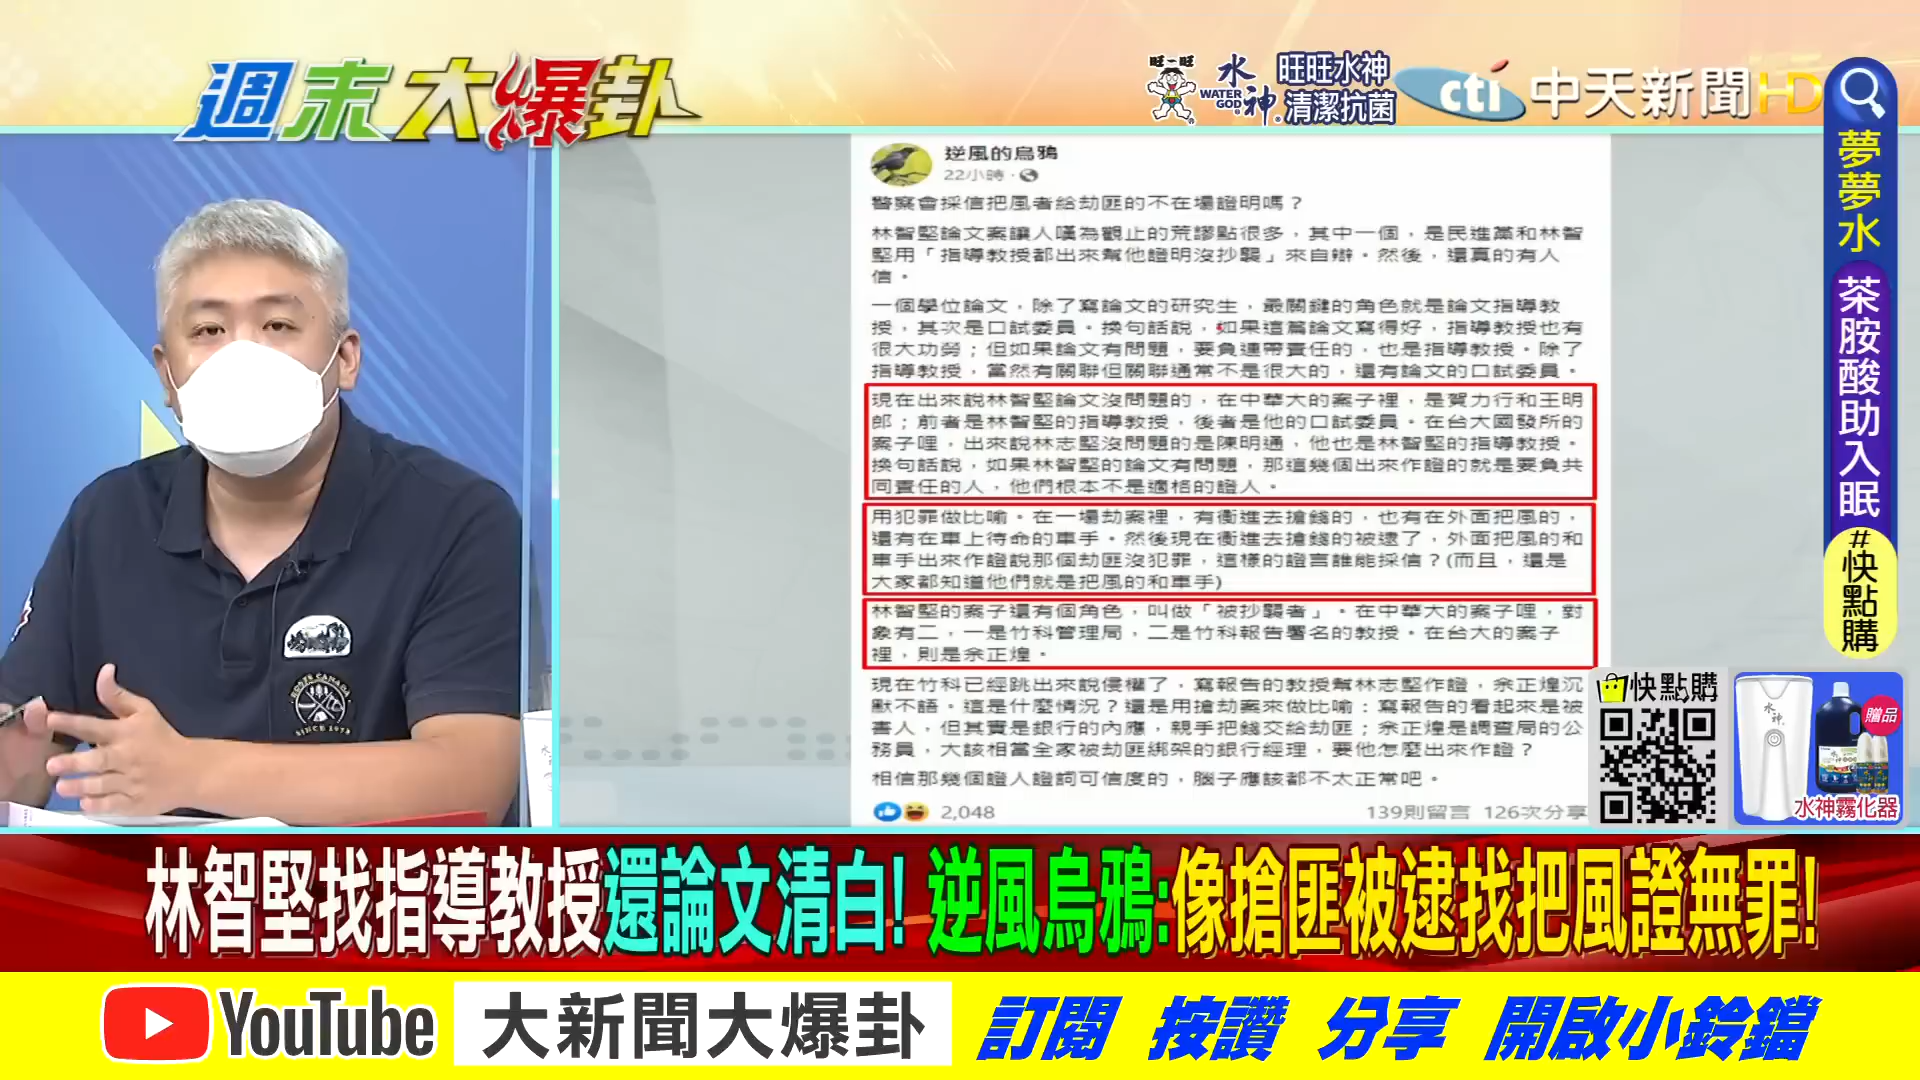 週末大爆卦
旺一旺
水神
WATER GOD
旺旺水神
清潔抗菌
cti 中天新聞HD
夢夢水
茶胺酸助入眠
#快點購
逆風的烏鴉
22小時·
警察會採信把風者給劫匪的不在場證明嗎？
林智堅論文案讓人嘆為觀止的荒謬點很多，其中一個，是民進黨和林智
堅用「指導教授都出來幫他證明沒抄襲」來自辯。然後，還真的有人
信。
一個學位論文，除了寫論文的研究生，最關鍵的角色就是論文指導教
授，其次是口試委員。換句話說，如果這篇論文寫得好，指導教授也有
很大功勞；但如果論文有問題，要負連帶責任的，也是指導教授。除了
指導教授，當然有關聯但關聯通常不是很大的，還有論文的口試委員。
現在出來說林智堅論文沒問題的，在中華大的案子裡，是賀力行和王明
郎；前者是林智堅的指導教授，後者是他的口試委員。在台大國發所的
案子哩，出來說林志堅沒問題的是陳明通，他也是林智堅的指導教授。
換句話說，如果林智堅的論文有問題，那這幾個出來作證的就是要負共
同責任的人，他們根本不是適格的證人。
用犯罪做比喻。在一場劫案裡，有衝進去搶錢的，也有在外面把風的，
還有在車上待命的車手。然後現在衝進去搶錢的被逮了，外面把風的和
車手出來作證說那個劫匪沒犯罪，這樣的證言誰能採信？(而且，還是
大家都知道他們就是把風的和車手)
林智堅的案子還有個角色，叫做「被抄襲者」。在中華大的案子哩，對
象有二，一是竹科管理局，二是竹科報告署名的教授。在台大的案子
裡，則是余正煌。
現在竹科已經跳出來說侵權了，寫報告的教授幫林志堅作證，余正煌沉
默不語。這是什麼情況？還是用搶劫案來做比喻：寫報告的看起來是被
害人，但其實是銀行的內應，親手把錢交給劫匪；余正煌是調查局的公
務員，大該相當全家被劫匪綁架的銀行經理，要他怎麼出來作證？
相信那幾個證人證詞可信度的，腦子應該都不太正常吧。
2,048
139則留言 126次分享
快點購
水神
贈品
水神霧化器
ROOTS CANADA
SINCE 1973
林智堅找指導教授還論文清白! 逆風烏鴉:像搶匪被逮找把風證無罪!
YouTube 大新聞大爆卦 訂閱 按讚 分享 開啟小鈴鐺